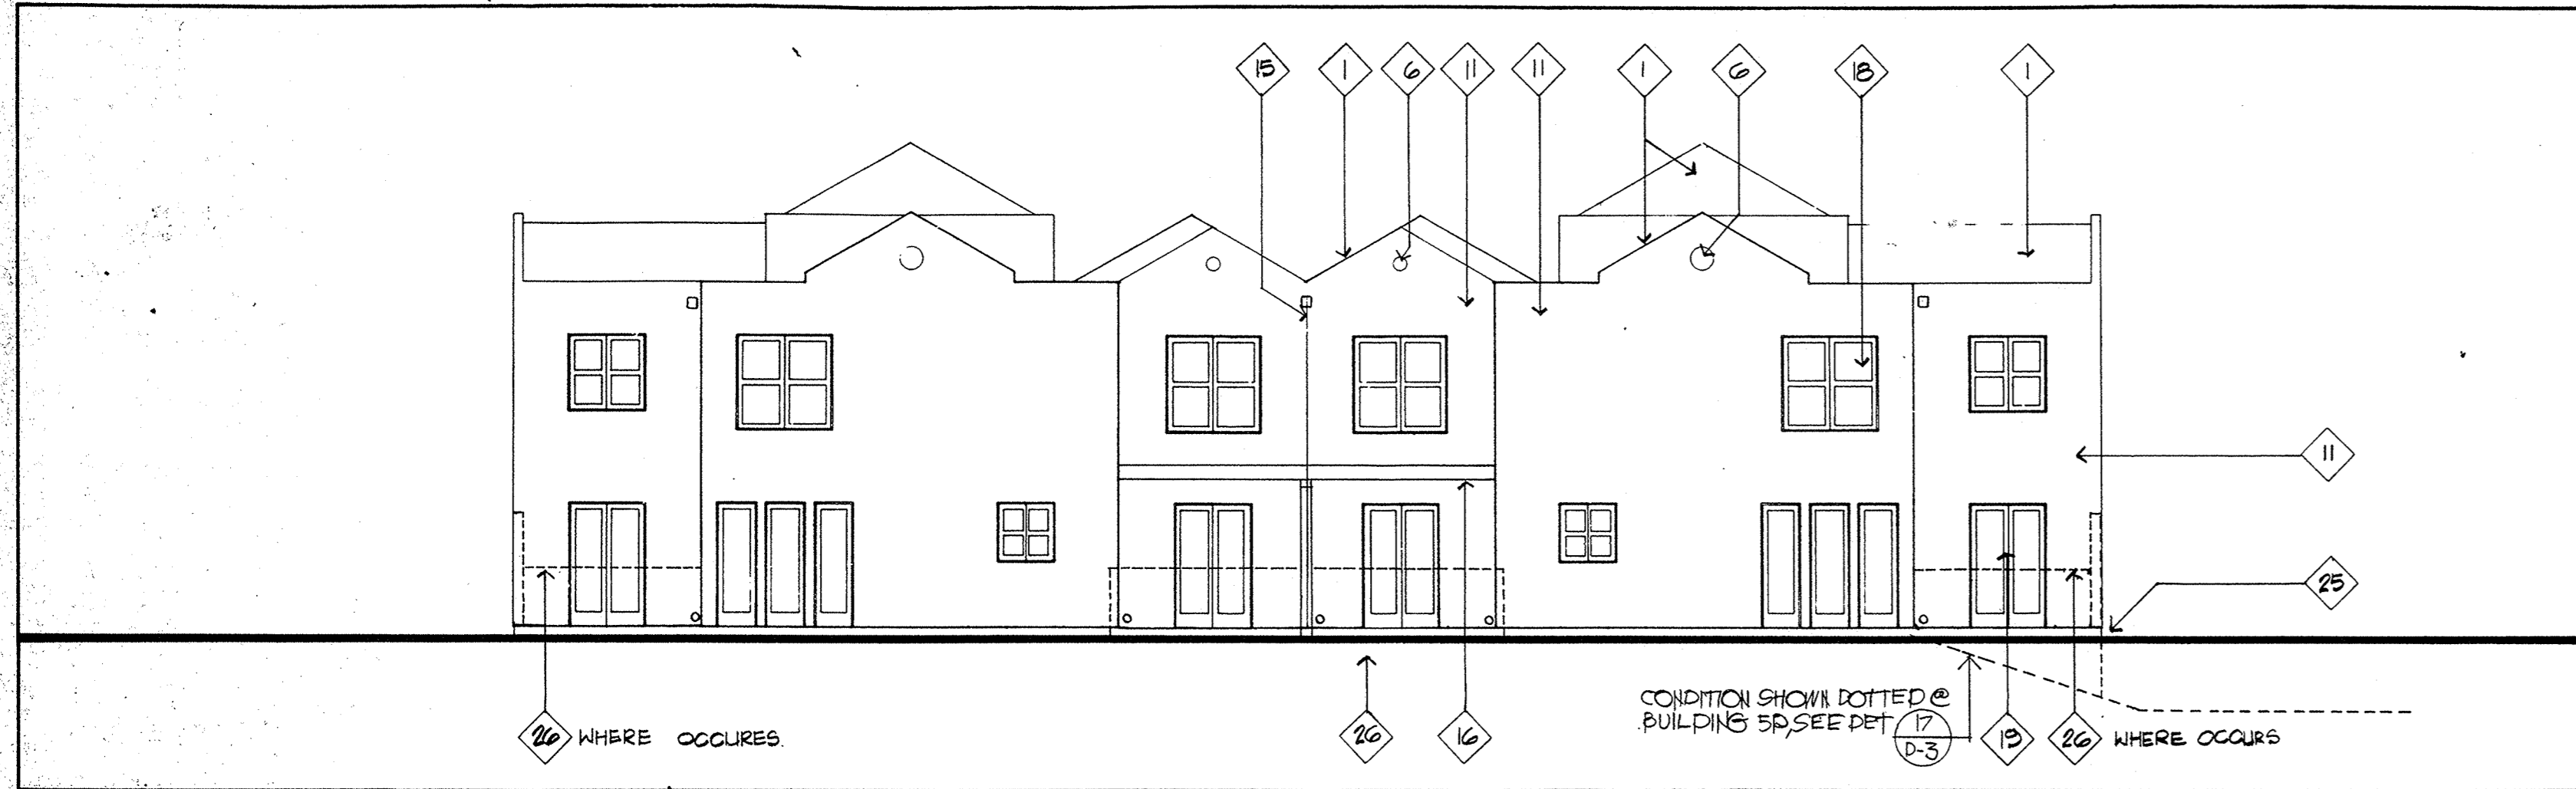 15 1 6 11 11 1 6 18 1
11
25
CONDITION SHOWN DOTTED @
BUILDING 5P, SEE DET 17
D-3
26 WHERE OCCURES.
26
16
19
26 WHERE OCCURS